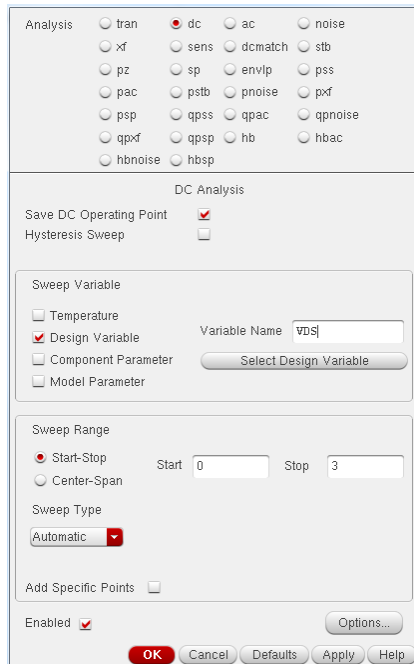 Analysis tran dc ac noise
xf sens dcmatch stb
pz sp envlp pss
pac pstb pnoise pxf
psp qpss qpac qpnoise
qpxf qpsp hb hbac
hbnoise hbsp
DC Analysis
Save DC Operating Point
Hysteresis Sweep
Sweep Variable
Temperature
Design Variable Variable Name VDS
Component Parameter Select Design Variable
Model Parameter
Sweep Range
Start-Stop Start 0 Stop 3
Center-Span
Sweep Type
Automatic
Add Specific Points
Enabled Options...
OK Cancel Defaults Apply Help